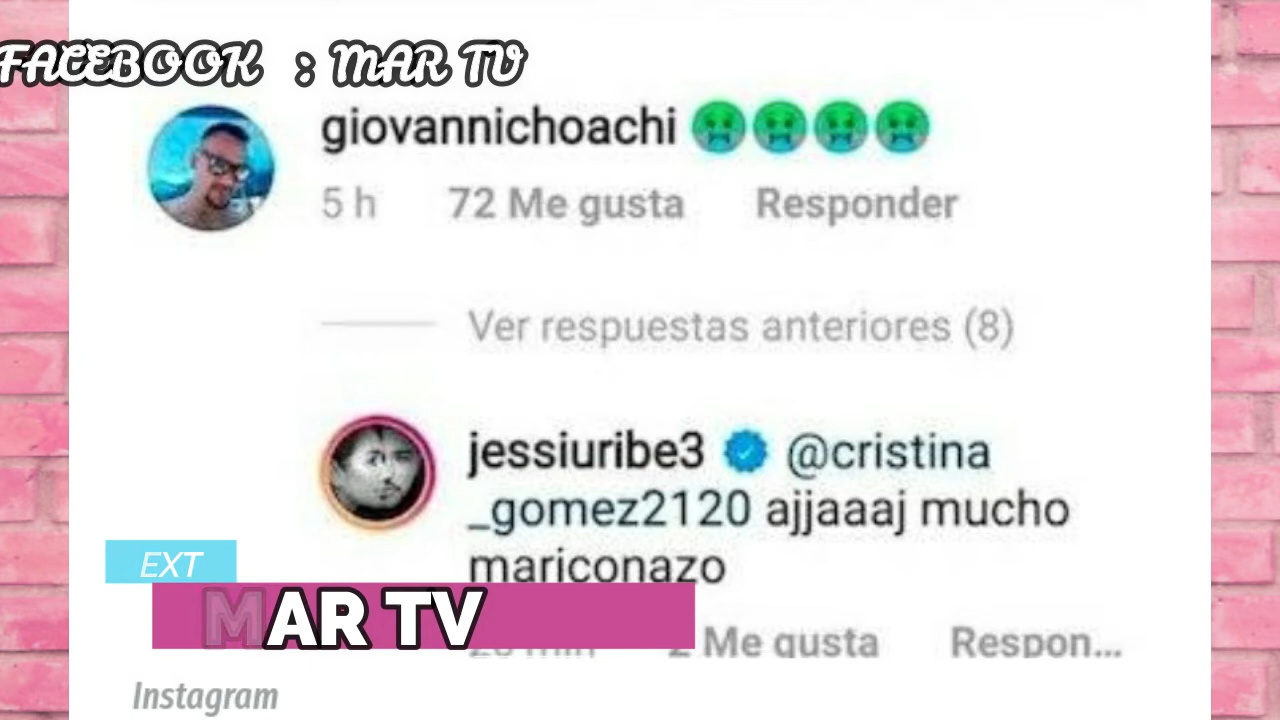 FACEBOOK : MAR TV
giovannichoachi 🤢🤢🤢🤢
5 h 72 Me gusta Responder
Ver respuestas anteriores (8)
jessiuribe3 @cristina
_gomez2120 ajjaaaj mucho
mariconazo
EXT
MAR TV
Me gusta Respon...
Instagram